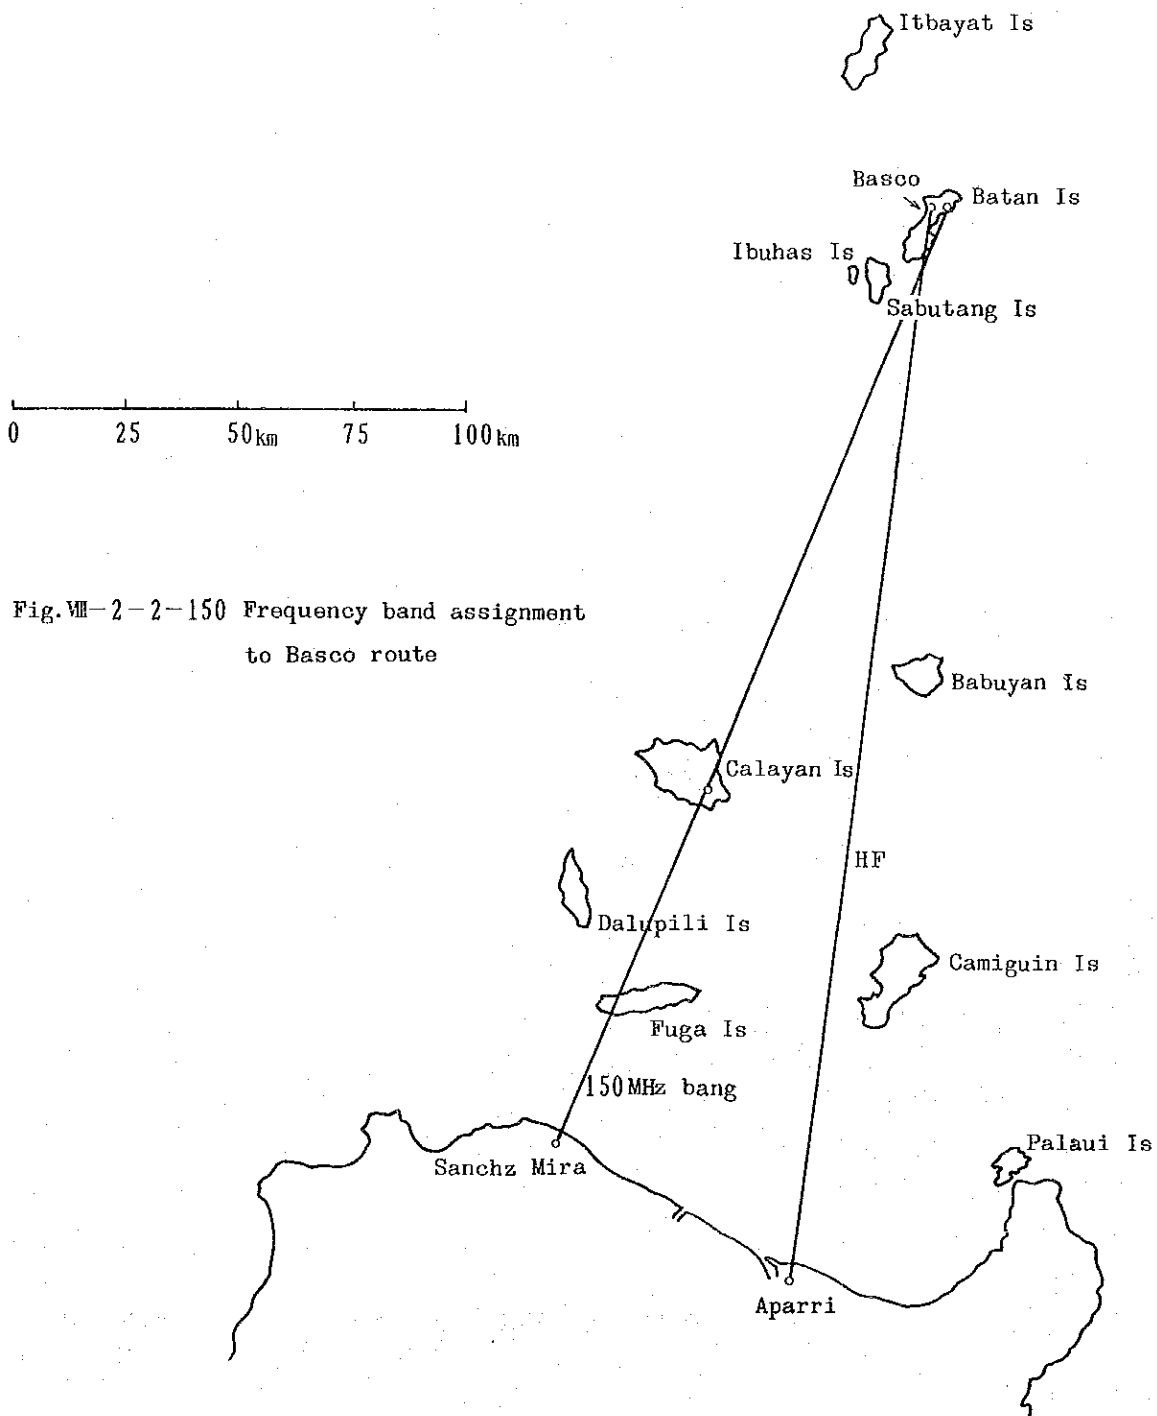 Itbayat Is
Basco
Batan Is
Ibuhas Is
Sabutang Is
0 25 50km 75 100km
Fig.Ⅷ-2-2-150 Frequency band assignment
to Basco route
Babuyan Is
Calayan Is
HF
Dalupili Is
Camiguin Is
Fuga Is
150MHz bang
Palaui Is
Sanchz Mira
Aparri